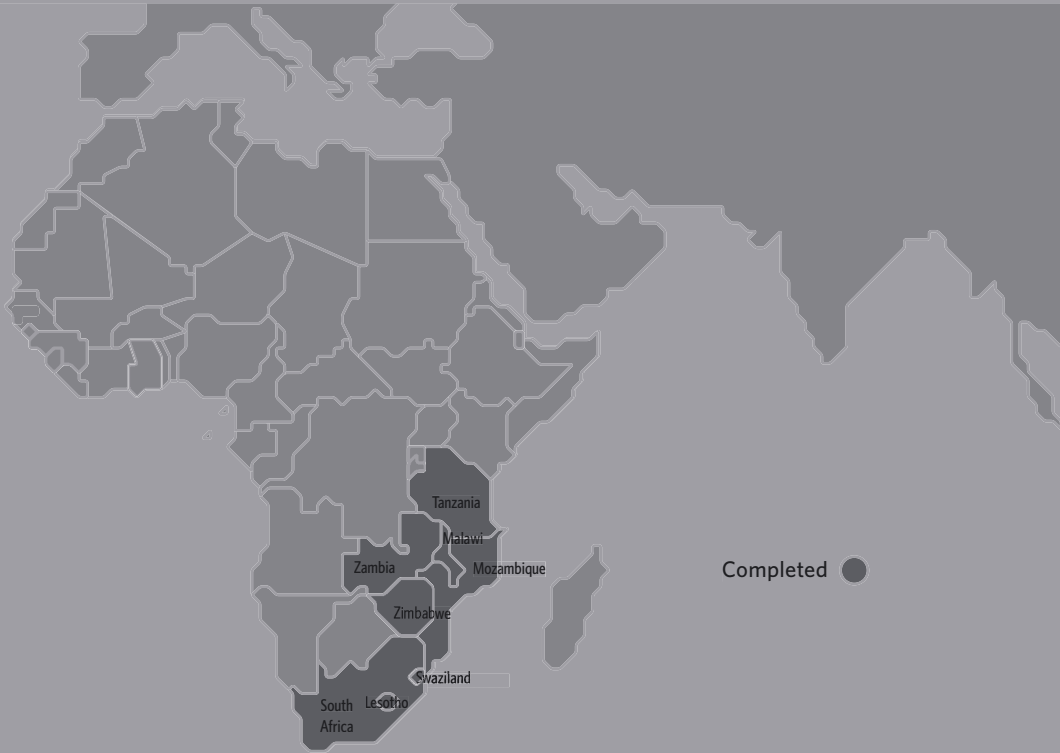 Tanzania
Malawi
Zambia
Mozambique
Completed
Zimbabwe
Swaziland
South
Africa
Lesotho